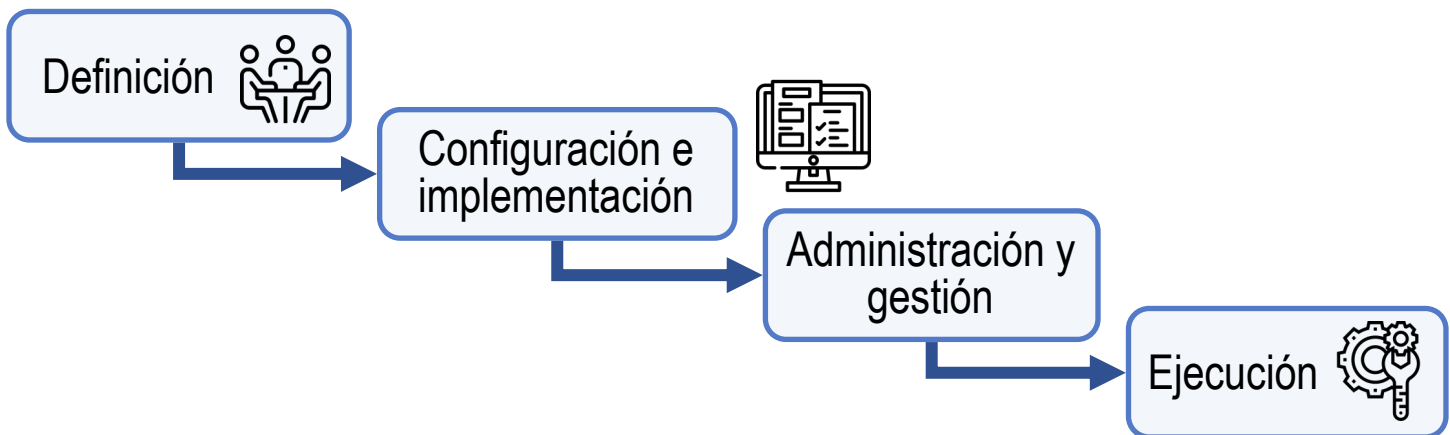 Definición
Configuración e
implementación
Administración y
gestión
Ejecución